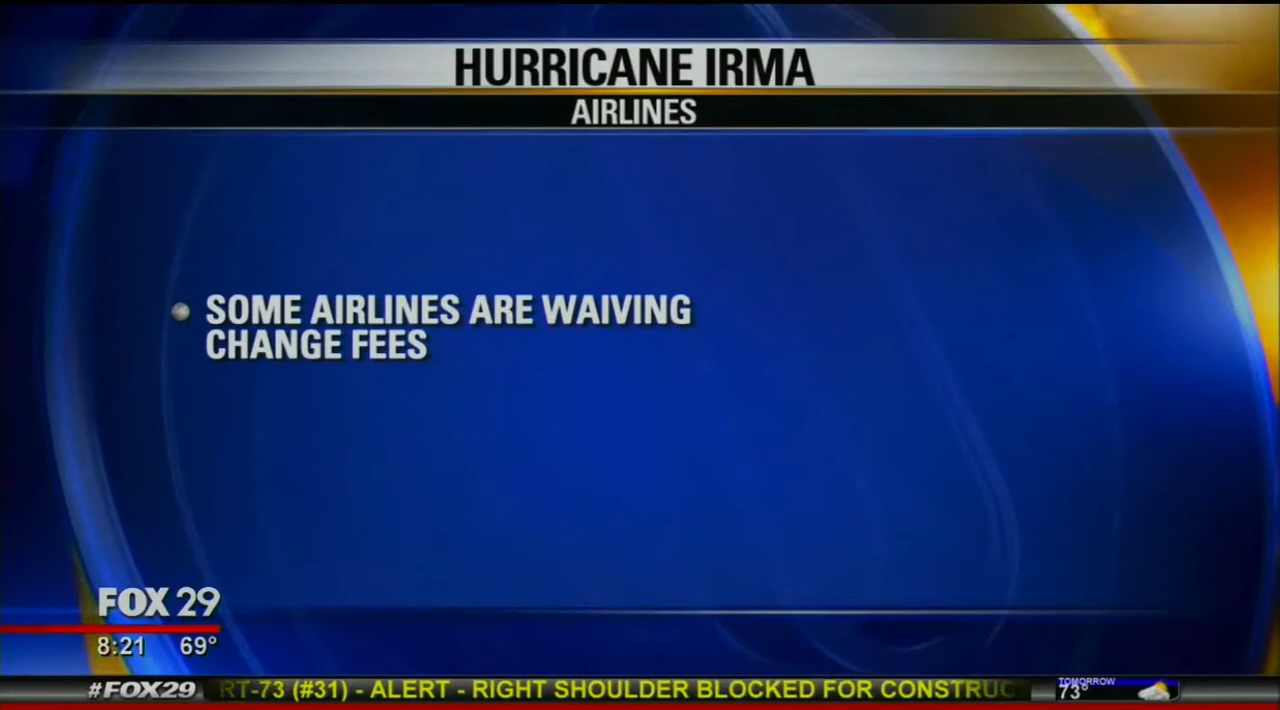 HURRICANE IRMA
AIRLINES
SOME AIRLINES ARE WAIVING
CHANGE FEES
FOX 29
8:21 69°
#FOX29 RT-73 (#31) - ALERT - RIGHT SHOULDER BLOCKED FOR CONSTRUC
TOMORROW
73°